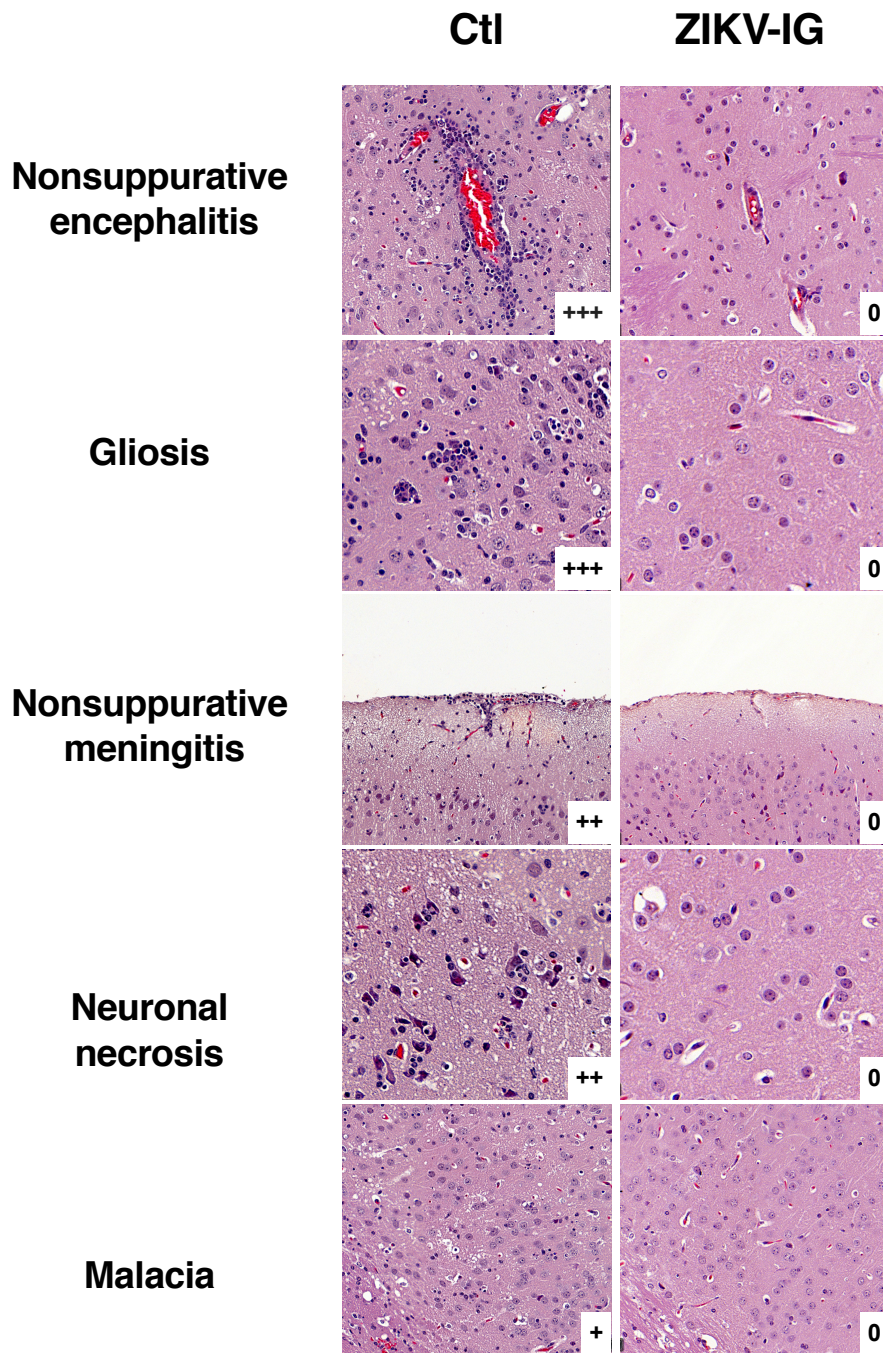 Ctl ZIKV-IG
Nonsuppurative
encephalitis
+++ 0
Gliosis
+++ 0
Nonsuppurative
meningitis
++ 0
Neuronal
necrosis
++ 0
Malacia
+ 0